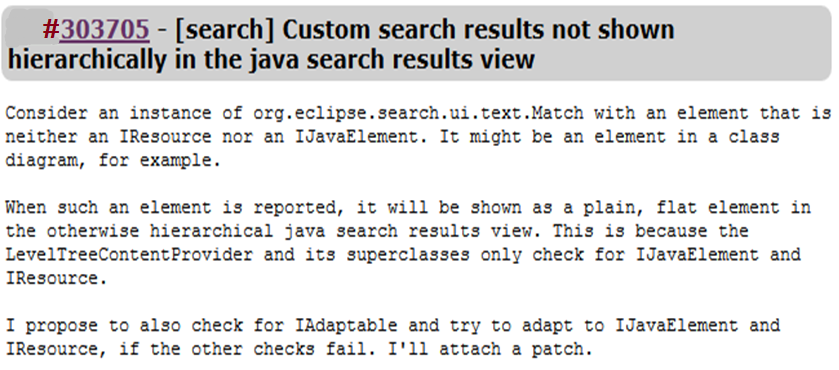 #303705 - [search] Custom search results not shown
hierarchically in the java search results view
Consider an instance of org.eclipse.search.ui.text.Match with an element that is
neither an IResource nor an IJavaElement. It might be an element in a class
diagram, for example.
When such an element is reported, it will be shown as a plain, flat element in
the otherwise hierarchical java search results view. This is because the
LevelTreeContentProvider and its superclasses only check for IJavaElement and
IResource.
I propose to also check for IAdaptable and try to adapt to IJavaElement and
IResource, if the other checks fail. I'll attach a patch.